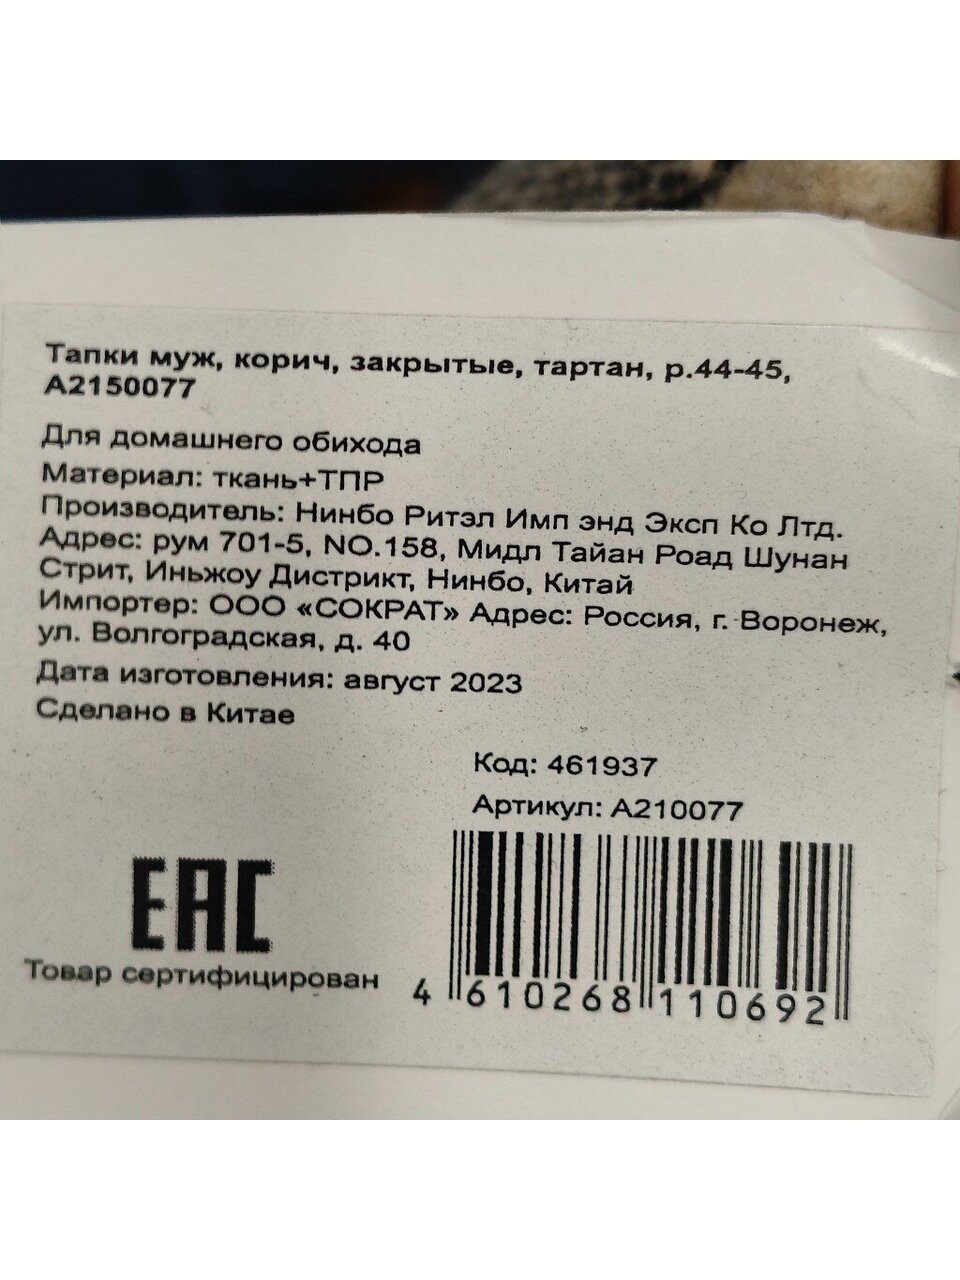 Тапки муж, корич, закрытые, тартан, р.44-45,
А2150077
Для домашнего обихода
Материал: ткань+ТПР
Производитель: Нинбо Ритэл Имп энд Эксп Ко Лтд.
Адрес: рум 701-5, NO.158, Мидл Тайан Роад Шунан
Стрит, Иньжоу Дистрикт, Нинбо, Китай
Импортер: ООО «СОКРАТ» Адрес: Россия, г. Воронеж,
ул. Волгоградская, д. 40
Дата изготовления: август 2023
Сделано в Китае
Код: 461937
Артикул: А210077
ЕАС
Товар сертифицирован
4 610268 110692